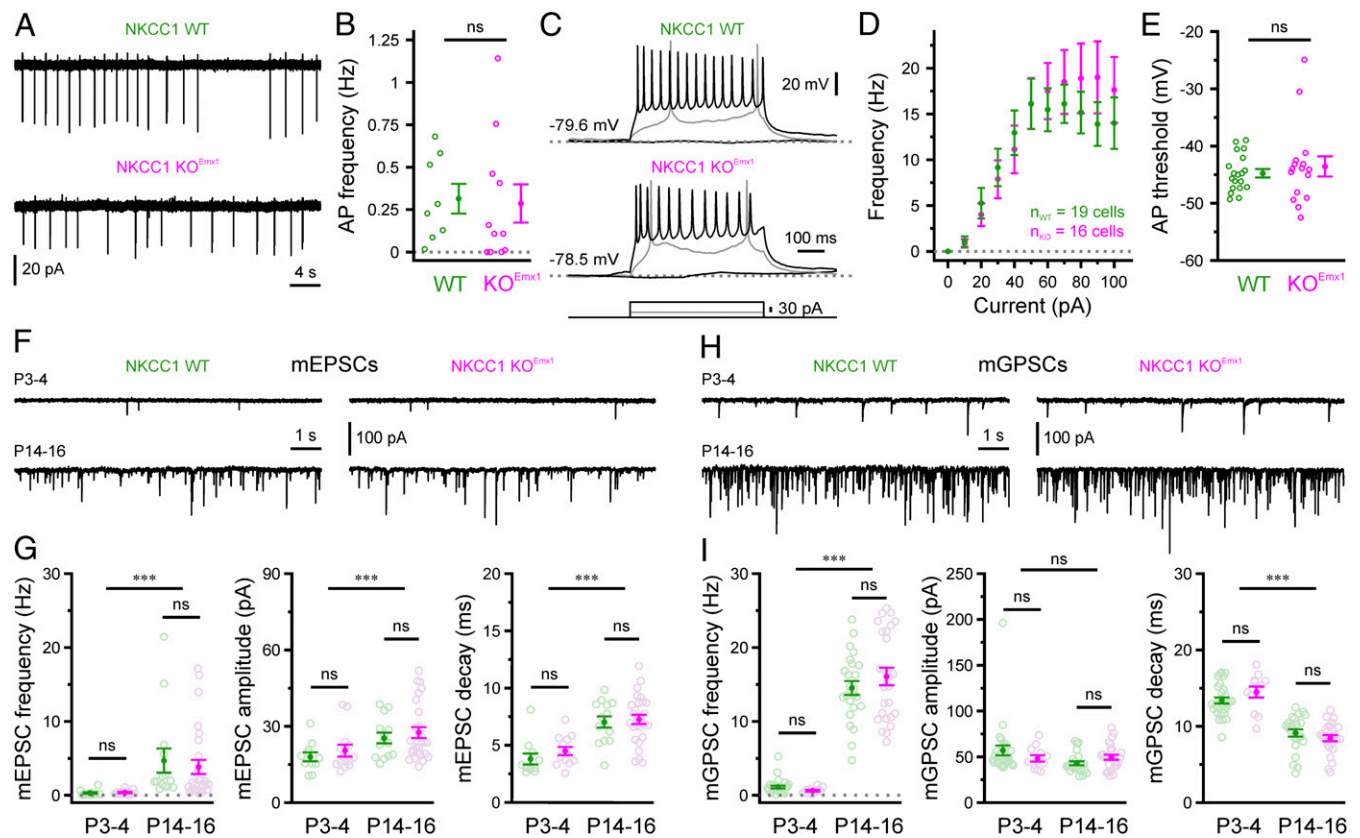 A
NKCC1 WT
NKCC1 KO^Emx1
20 pA
4 s
B
ns
AP frequency (Hz)
1.25
1
0.75
0.5
0.25
0
WT KO^Emx1
C
NKCC1 WT
20 mV
-79.6 mV
NKCC1 KO^Emx1
-78.5 mV
100 ms
30 pA
D
Frequency (Hz)
20
15
10
5
0
n_WT = 19 cells
n_KO = 16 cells
0 20 40 60 80 100
Current (pA)
E
ns
AP threshold (mV)
-20
-30
-40
-50
-60
WT KO^Emx1
F
NKCC1 WT mEPSCs NKCC1 KO^Emx1
P3-4
1 s
100 pA
P14-16
H
NKCC1 WT mGPSCs NKCC1 KO^Emx1
P3-4
1 s
100 pA
P14-16
G
mEPSC frequency (Hz)
30
20
10
0
***
ns
ns
P3-4 P14-16
mEPSC amplitude (pA)
90
60
30
0
***
ns
ns
P3-4 P14-16
mEPSC decay (ms)
20
15
10
5
0
***
ns
ns
P3-4 P14-16
I
mGPSC frequency (Hz)
30
20
10
0
***
ns
ns
P3-4 P14-16
mGPSC amplitude (pA)
250
200
150
100
50
0
ns
ns
ns
P3-4 P14-16
mGPSC decay (ms)
30
20
10
0
***
ns
ns
P3-4 P14-16